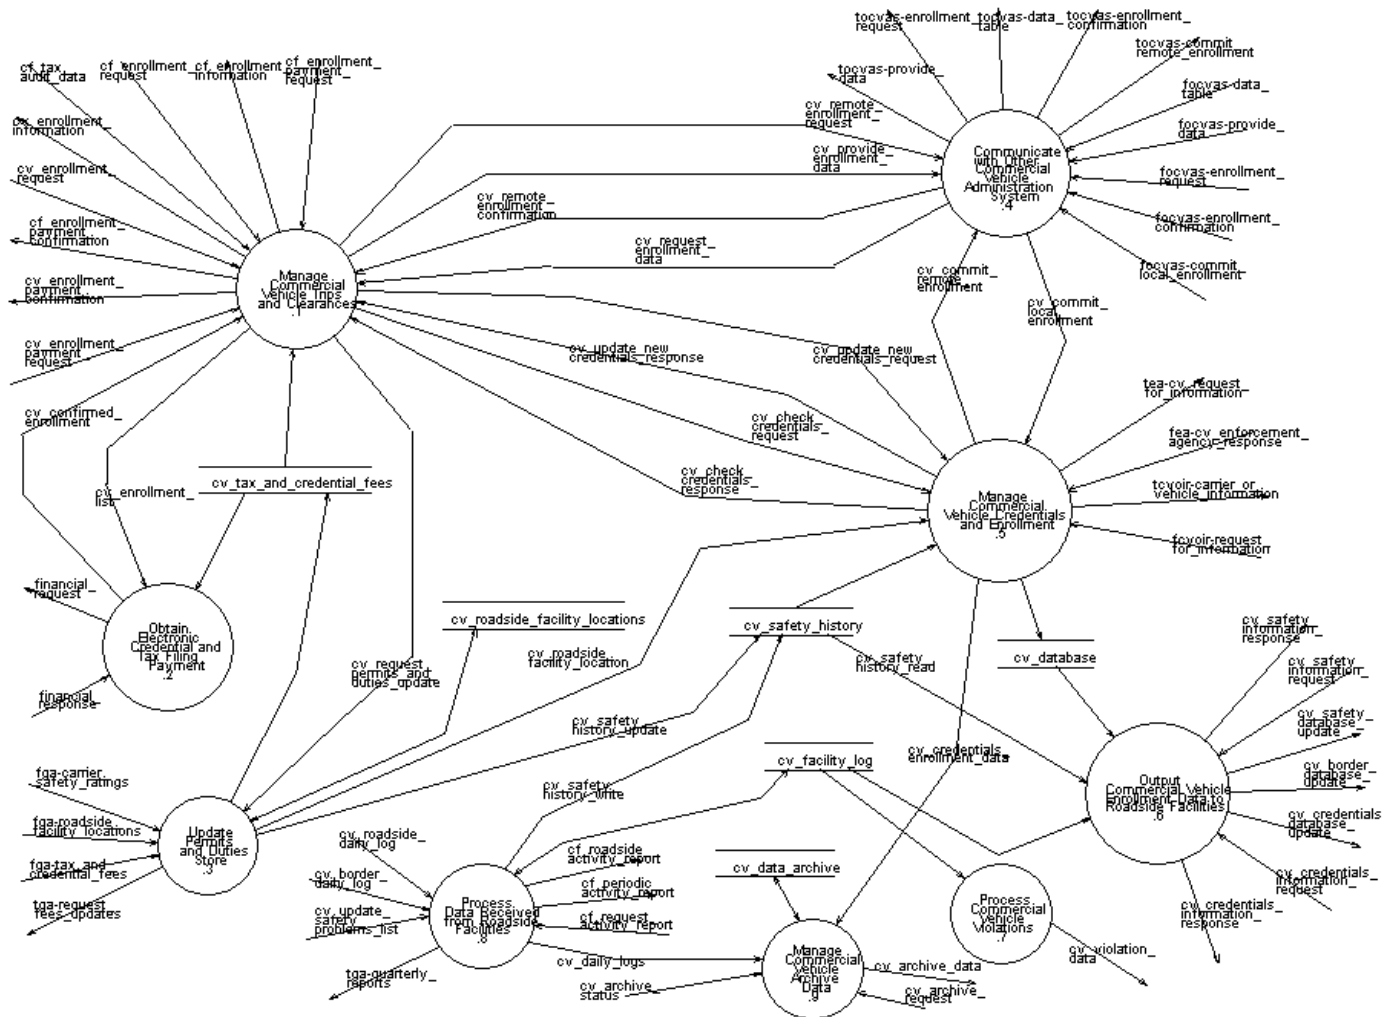 tocvas-enrollment_
request
tocvas-data_
table
tocvas-enrollment_
confirmation
tocvas-commit
remote_enrollment
tocvas-provide_
data
focvas-data_
table
focvas-provide_
data
focvas-enrollment_
request
focvas-enrollment_
confirmation
focvas-commit
local_enrollment
cf_tax_
audit_data
cf_enrollment_
request
cf_enrollment_
information
cf_enrollment_
payment_
request
cv_enrollment_
information
cv_enrollment_
request
cf_enrollment_
payment_
confirmation
cv_enrollment_
payment_
confirmation
cv_enrollment_
payment_
request
cv_remote_
enrollment_
request
cv_provide_
enrollment_
data
cv_remote_
enrollment_
confirmation
cv_request_
enrollment_
data
Communicate
with Other
Commercial
Vehicle
Administration
System
.4
Manage
Commercial
Vehicle Trips
and Clearances
.1
cv_commit_
remote_
enrollment
cv_commit_
local_
enrollment
cv_update_new_
credentials_response
cv_update_new_
credentials_request
cv_check_
credentials_
request
cv_check_
credentials_
response
cv_confirmed_
enrollment
cv_enrollment_
list
cv_tax_and_credential_fees
tea-cv_request_
for_information
fea-cv_enforcement_
agency_response
tcvoir-carrier_or_
vehicle_information
fcvoir-request_
for_information
Manage
Commercial
Vehicle Credentials
and Enrollment
.5
financial_
request
financial_
response
Obtain
Electronic
Credential and
Tax Filing
Payment
.2
cv_roadside_facility_locations
cv_roadside_
facility_location
cv_request_
permits_and_
duties_update
cv_safety_history
cv_safety_
history_read
cv_database
cv_safety_
history_update
cv_safety_
history_write
cv_facility_log
cv_credentials_
enrollment_data
cv_safety_
information_
response
cv_safety_
information_
request
cv_safety_
database_
update
cv_border_
database_
update
cv_credentials_
database_
update
cv_credentials_
information_
request
cv_credentials_
information_
response
Output
Commercial Vehicle
Enrollment Data to
Roadside Facilities
.6
fga-carrier_
safety_ratings
fga-roadside_
facility_locations
fga-tax_and_
credential_fees
tga-request_
fees_updates
Update
Permits
and Duties
Store
.3
cv_roadside_
daily_log
cv_border_
daily_log
cv_update_
safety_
problems_list
tga-quarterly_
reports
Process
Data Received
from Roadside
Facilities
.8
cf_roadside_
activity_report
cf_periodic_
activity_report
cf_request_
activity_report
cv_daily_logs
cv_archive_
status
cv_data_archive
Manage
Commercial
Vehicle
Archive
Data
.9
cv_archive_data
cv_archive_
request
Process
Commercial
Vehicle
Violations
.7
cv_violation_
data